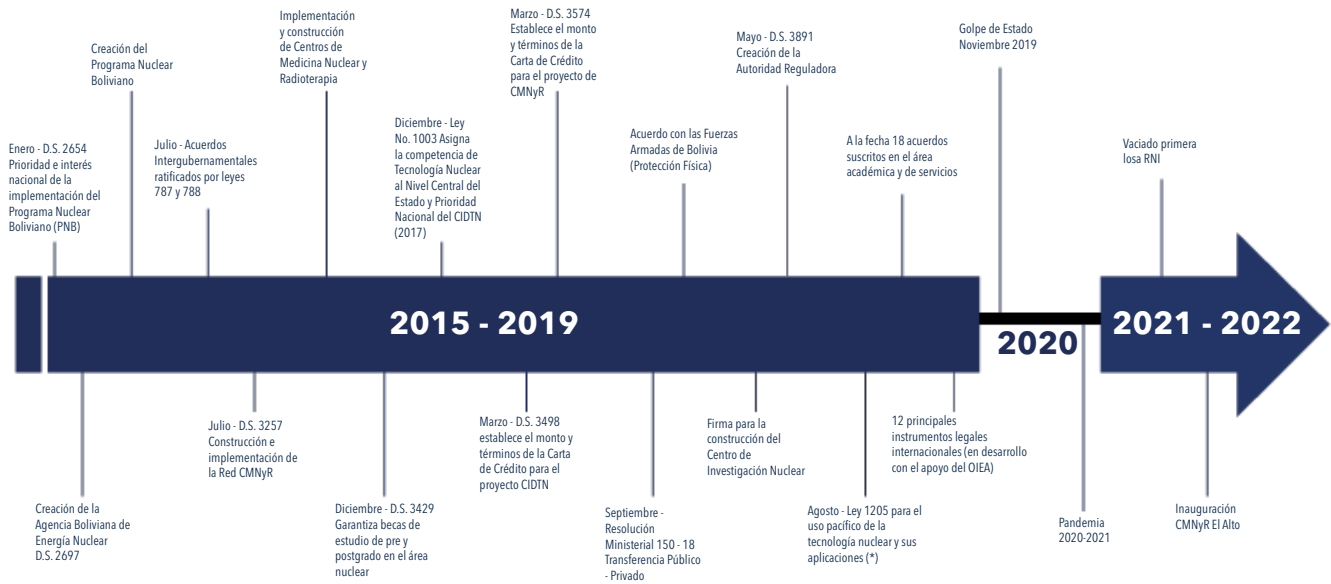 Enero - D.S. 2654
Prioridad e interés
nacional de la
implementación del
Programa Nuclear
Boliviano (PNB)
Creación del
Programa Nuclear
Boliviano
Julio - Acuerdos
Intergubernamentales
ratificados por leyes
787 y 788
Implementación
y construcción
de Centros de
Medicina Nuclear y
Radioterapia
Diciembre - Ley
No. 1003 Asigna
la competencia de
Tecnología Nuclear
al Nivel Central del
Estado y Prioridad
Nacional del CIDTN
(2017)
Marzo - D.S. 3574
Establece el monto
y términos de la
Carta de Crédito
para el proyecto de
CMNyR
Acuerdo con las Fuerzas
Armadas de Bolivia
(Protección Física)
Mayo - D.S. 3891
Creación de la
Autoridad Reguladora
A la fecha 18 acuerdos
suscritos en el área
académica y de servicios
Golpe de Estado
Noviembre 2019
Vaciado primera
losa RNI
2015 - 2019
2020
2021 - 2022
Creación de la
Agencia Boliviana de
Energía Nuclear
D.S. 2697
Julio - D.S. 3257
Construcción e
implementación de
la Red CMNyR
Diciembre - D.S. 3429
Garantiza becas de
estudio de pre y
postgrado en el área
nuclear
Marzo - D.S. 3498
establece el monto y
términos de la Carta
de Crédito para el
proyecto CIDTN
Septiembre -
Resolución
Ministerial 150 - 18
Transferencia Público
- Privado
Firma para la
construcción del
Centro de
Investigación Nuclear
Agosto - Ley 1205 para el
uso pacífico de la
tecnología nuclear y sus
aplicaciones (*)
12 principales
instrumentos legales
internacionales (en desarrollo
con el apoyo del OIEA)
Pandemia
2020-2021
Inauguración
CMNyR El Alto